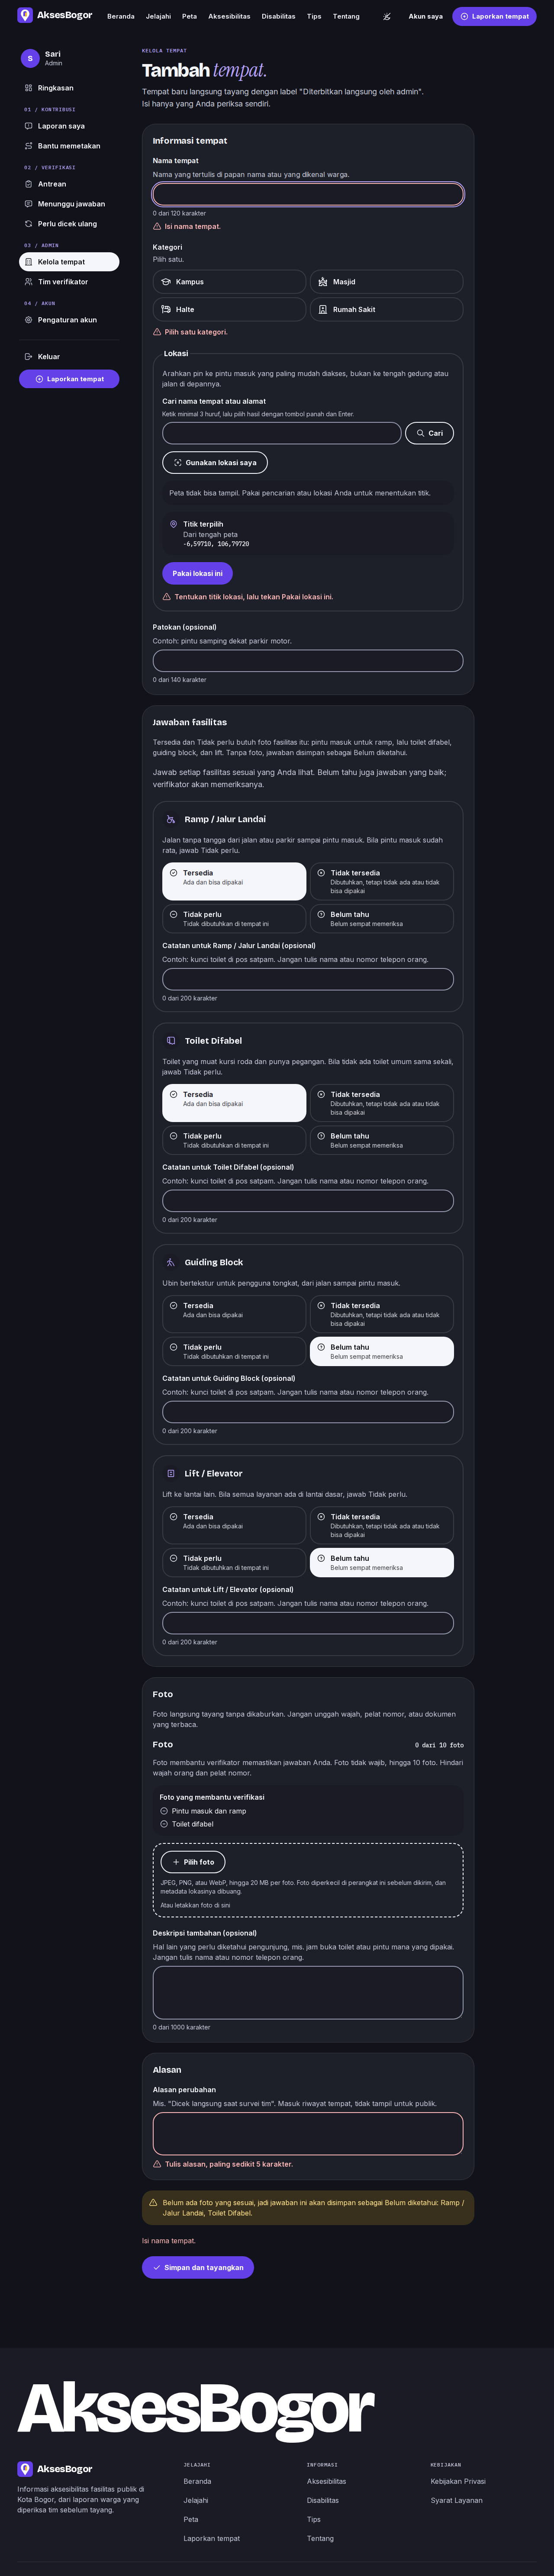 AksesBogor
Beranda
Jelajahi
Peta
Aksesibilitas
Disabilitas
Tips
Tentang
Akun saya
Laporkan tempat
S
Sari
Admin
Ringkasan
01 / KONTRIBUSI
Laporan saya
Bantu memetakan
02 / VERIFIKASI
Antrean
Menunggu jawaban
Perlu dicek ulang
03 / ADMIN
Kelola tempat
Tim verifikator
04 / AKUN
Pengaturan akun
Keluar
Laporkan tempat
KELOLA TEMPAT
Tambah tempat.
Tempat baru langsung tayang dengan label "Diterbitkan langsung oleh admin".
Isi hanya yang Anda periksa sendiri.
Informasi tempat
Nama tempat
Nama yang tertulis di papan nama atau yang dikenal warga.
0 dari 120 karakter
Isi nama tempat.
Kategori
Pilih satu.
Kampus
Masjid
Halte
Rumah Sakit
Pilih satu kategori.
Lokasi
Arahkan pin ke pintu masuk yang paling mudah diakses, bukan ke tengah gedung atau
jalan di depannya.
Cari nama tempat atau alamat
Ketik minimal 3 huruf, lalu pilih hasil dengan tombol panah dan Enter.
Cari
Gunakan lokasi saya
Peta tidak bisa tampil. Pakai pencarian atau lokasi Anda untuk menentukan titik.
Titik terpilih
Dari tengah peta
-6,59710, 106,79720
Pakai lokasi ini
Tentukan titik lokasi, lalu tekan Pakai lokasi ini.
Patokan (opsional)
Contoh: pintu samping dekat parkir motor.
0 dari 140 karakter
Jawaban fasilitas
Tersedia dan Tidak perlu butuh foto fasilitas itu: pintu masuk untuk ramp, lalu toilet difabel,
guiding block, dan lift. Tanpa foto, jawaban disimpan sebagai Belum diketahui.
Jawab setiap fasilitas sesuai yang Anda lihat. Belum tahu juga jawaban yang baik;
verifikator akan memeriksanya.
Ramp / Jalur Landai
Jalan tanpa tangga dari jalan atau parkir sampai pintu masuk. Bila pintu masuk sudah
rata, jawab Tidak perlu.
Tersedia
Ada dan bisa dipakai
Tidak tersedia
Dibutuhkan, tetapi tidak ada atau tidak
bisa dipakai
Tidak perlu
Tidak dibutuhkan di tempat ini
Belum tahu
Belum sempat memeriksa
Catatan untuk Ramp / Jalur Landai (opsional)
Contoh: kunci toilet di pos satpam. Jangan tulis nama atau nomor telepon orang.
0 dari 200 karakter
Toilet Difabel
Toilet yang muat kursi roda dan punya pegangan. Bila tidak ada toilet umum sama sekali,
jawab Tidak perlu.
Tersedia
Ada dan bisa dipakai
Tidak tersedia
Dibutuhkan, tetapi tidak ada atau tidak
bisa dipakai
Tidak perlu
Tidak dibutuhkan di tempat ini
Belum tahu
Belum sempat memeriksa
Catatan untuk Toilet Difabel (opsional)
Contoh: kunci toilet di pos satpam. Jangan tulis nama atau nomor telepon orang.
0 dari 200 karakter
Guiding Block
Ubin bertekstur untuk pengguna tongkat, dari jalan sampai pintu masuk.
Tersedia
Ada dan bisa dipakai
Tidak tersedia
Dibutuhkan, tetapi tidak ada atau tidak
bisa dipakai
Tidak perlu
Tidak dibutuhkan di tempat ini
Belum tahu
Belum sempat memeriksa
Catatan untuk Guiding Block (opsional)
Contoh: kunci toilet di pos satpam. Jangan tulis nama atau nomor telepon orang.
0 dari 200 karakter
Lift / Elevator
Lift ke lantai lain. Bila semua layanan ada di lantai dasar, jawab Tidak perlu.
Tersedia
Ada dan bisa dipakai
Tidak tersedia
Dibutuhkan, tetapi tidak ada atau tidak
bisa dipakai
Tidak perlu
Tidak dibutuhkan di tempat ini
Belum tahu
Belum sempat memeriksa
Catatan untuk Lift / Elevator (opsional)
Contoh: kunci toilet di pos satpam. Jangan tulis nama atau nomor telepon orang.
0 dari 200 karakter
Foto
Foto langsung tayang tanpa dikaburkan. Jangan unggah wajah, pelat nomor, atau dokumen
yang terbaca.
Foto
0 dari 10 foto
Foto membantu verifikator memastikan jawaban Anda. Foto tidak wajib, hingga 10 foto. Hindari
wajah orang dan pelat nomor.
Foto yang membantu verifikasi
Pintu masuk dan ramp
Toilet difabel
Pilih foto
JPEG, PNG, atau WebP, hingga 20 MB per foto. Foto diperkecil di perangkat ini sebelum dikirim, dan
metadata lokasinya dibuang.
Atau letakkan foto di sini
Deskripsi tambahan (opsional)
Hal lain yang perlu diketahui pengunjung, mis. jam buka toilet atau pintu mana yang dipakai.
Jangan tulis nama atau nomor telepon orang.
0 dari 1000 karakter
Alasan
Alasan perubahan
Mis. "Dicek langsung saat survei tim". Masuk riwayat tempat, tidak tampil untuk publik.
Tulis alasan, paling sedikit 5 karakter.
Belum ada foto yang sesuai, jadi jawaban ini akan disimpan sebagai Belum diketahui: Ramp /
Jalur Landai, Toilet Difabel.
Isi nama tempat.
Simpan dan tayangkan
AksesBogor
AksesBogor
Informasi aksesibilitas fasilitas publik di
Kota Bogor, dari laporan warga yang
diperiksa tim sebelum tayang.
JELAJAHI
Beranda
Jelajahi
Peta
Laporkan tempat
INFORMASI
Aksesibilitas
Disabilitas
Tips
Tentang
KEBIJAKAN
Kebijakan Privasi
Syarat Layanan